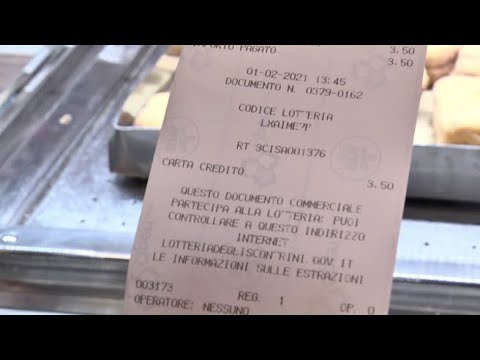 3.50
PAGATO 3.50
01-02-2021 13:45
DOCUMENTO N. 0379-0162
CODICE LOTTERIA
RT 3CISA001376
CARTA CREDITO 3.50
QUESTO DOCUMENTO COMMERCIALE
PARTECIPA ALLA LOTTERIA: PUOI
CONTROLLARE A QUESTO INDIRIZZO
INTERNET
LOTTERIADEGLISCONTRINI.GOV.IT
LE INFORMAZIONI SULLE ESTRAZIONI
003173 REG. 1 OP. 0
OPERATORE: NESSUNO